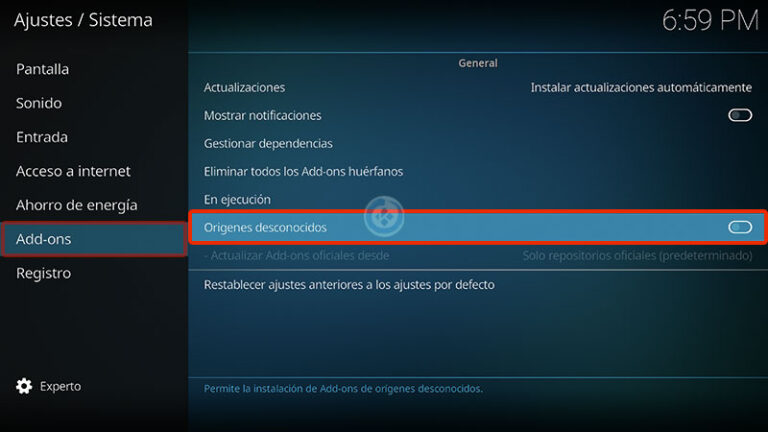 Ajustes / Sistema
6:59 PM
Pantalla
Sonido
Entrada
Acceso a internet
Ahorro de energía
Add-ons
Registro
Experto
General
Actualizaciones Instalar actualizaciones automáticamente
Mostrar notificaciones
Gestionar dependencias
Eliminar todos los Add-ons huérfanos
En ejecución
Orígenes desconocidos
- Actualizar Add-ons oficiales desde Solo repositorios oficiales (predeterminado)
Restablecer ajustes anteriores a los ajustes por defecto
Permite la instalación de Add-ons de orígenes desconocidos.